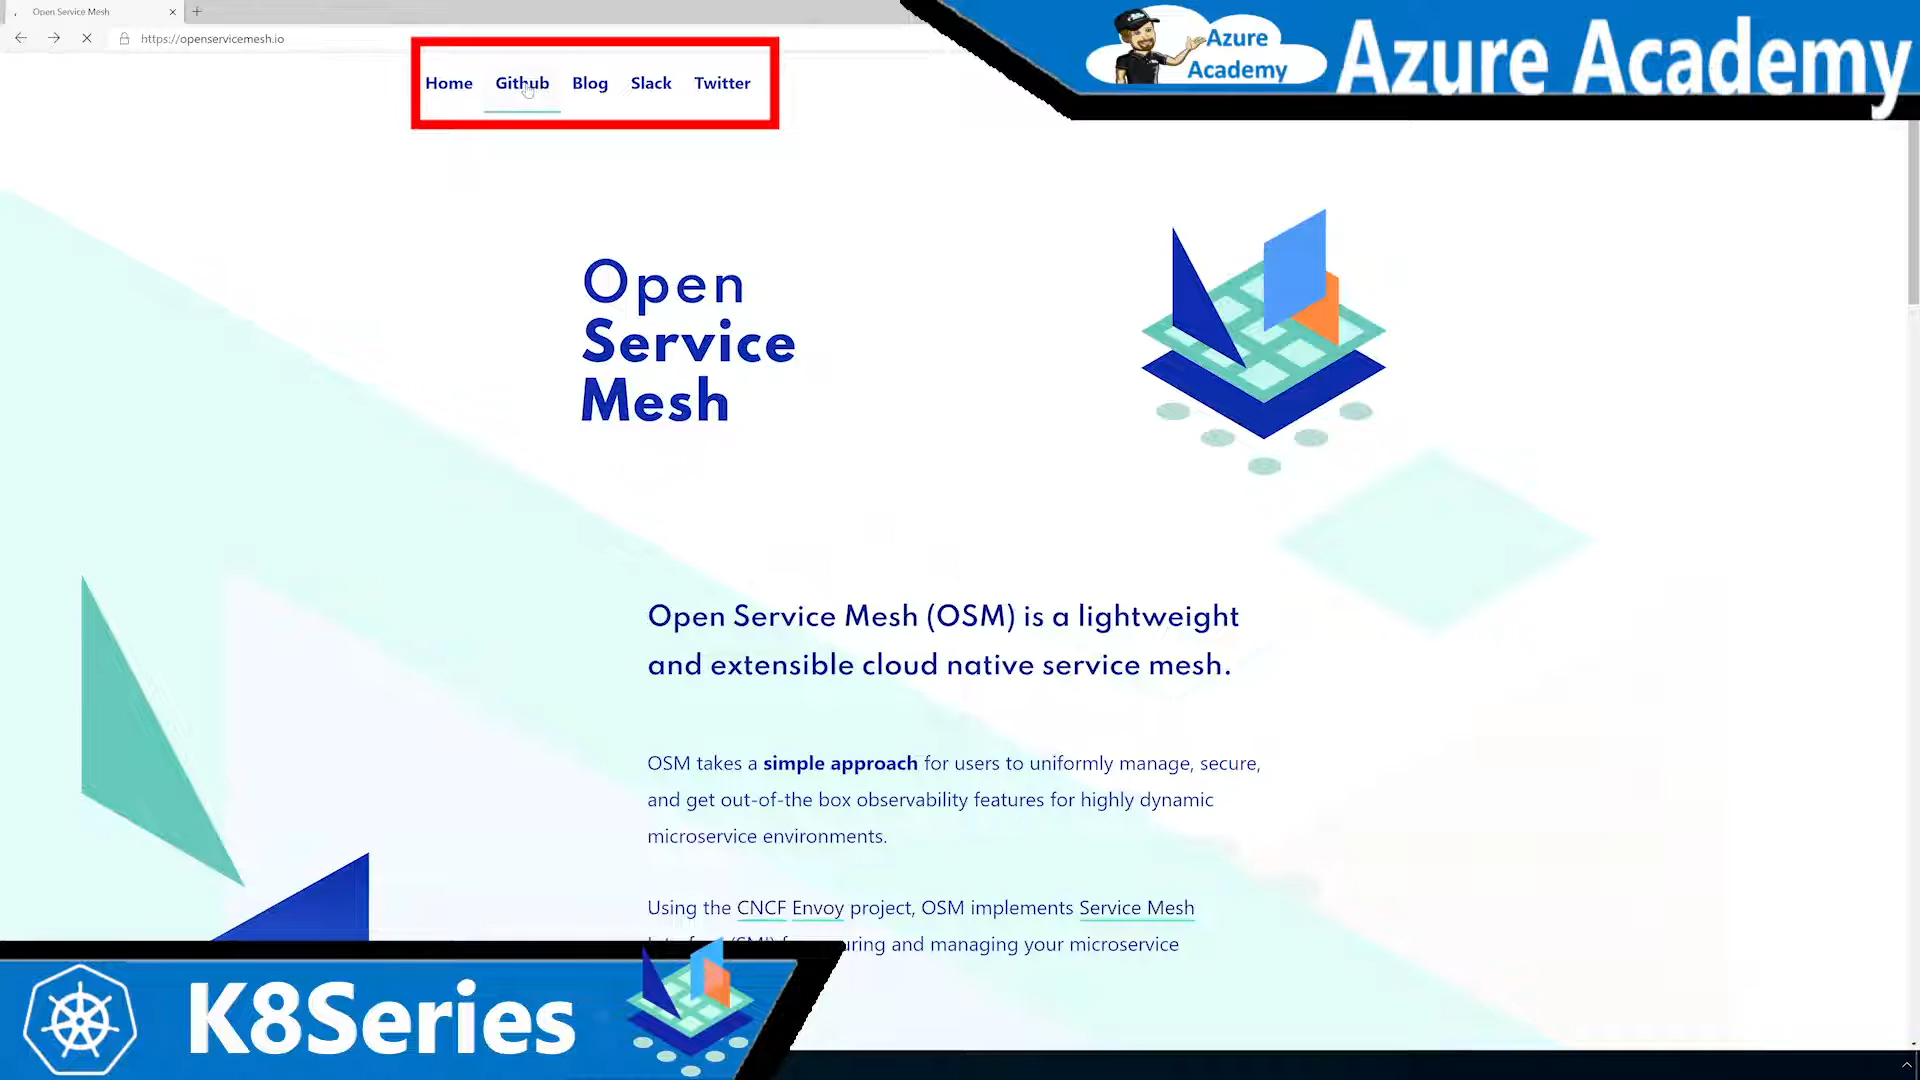 Open Service Mesh
https://openservicemesh.io
Home Github Blog Slack Twitter
Azure
Academy
Azure Academy
Open
Service
Mesh
Open Service Mesh (OSM) is a lightweight
and extensible cloud native service mesh.
OSM takes a simple approach for users to uniformly manage, secure,
and get out-of-the box observability features for highly dynamic
microservice environments.
Using the CNCF Envoy project, OSM implements Service Mesh
and managing your microservice
K8Series